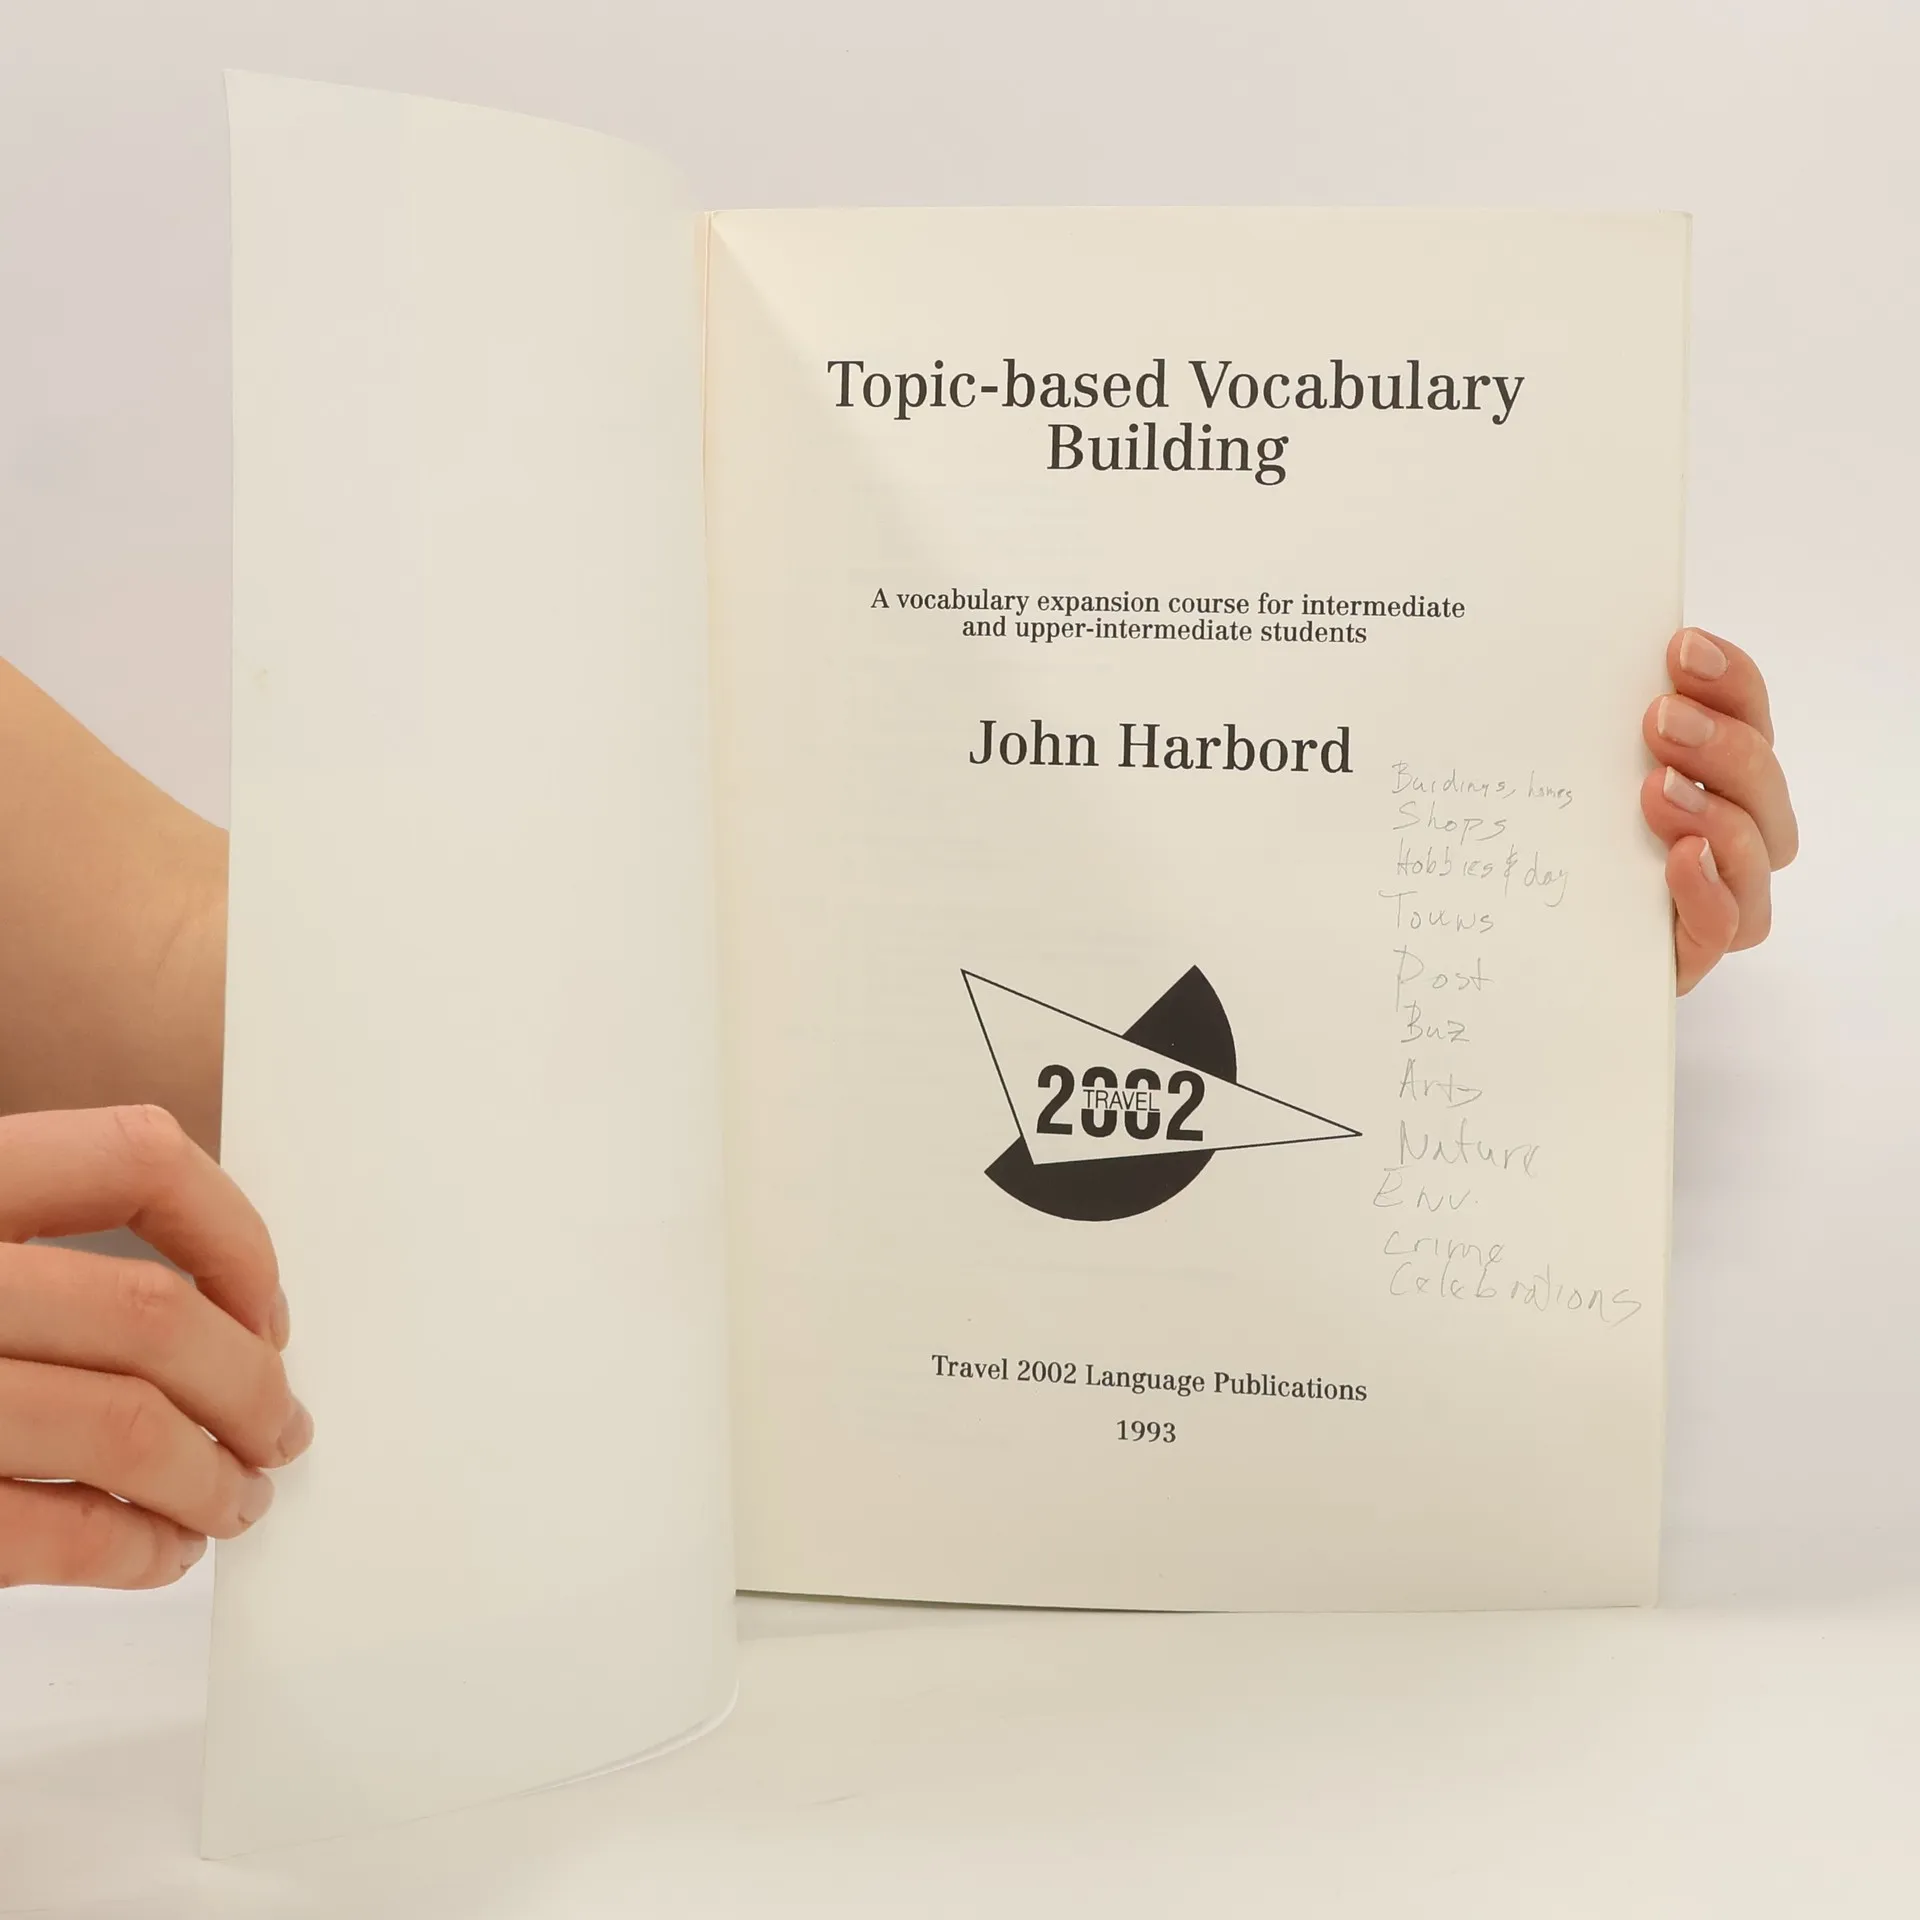 Topic-based Vocabulary
Building
A vocabulary expansion course for intermediate
and upper-intermediate students
John Harbord
Buildings, homes
Shops
Hobbies & day
Towns
Post
Buz
Arts
Nature
Env.
Crime
Celebrations
2002
TRAVEL
Travel 2002 Language Publications
1993